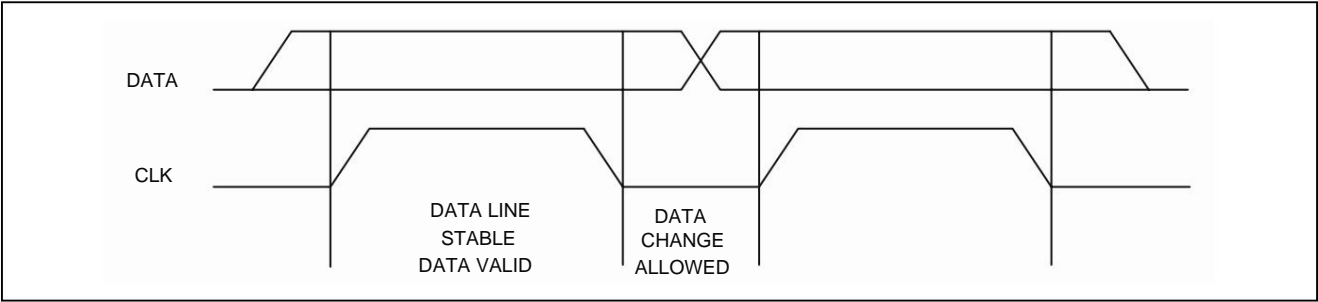 DATA
CLK
DATA LINE
STABLE
DATA VALID
DATA
CHANGE
ALLOWED